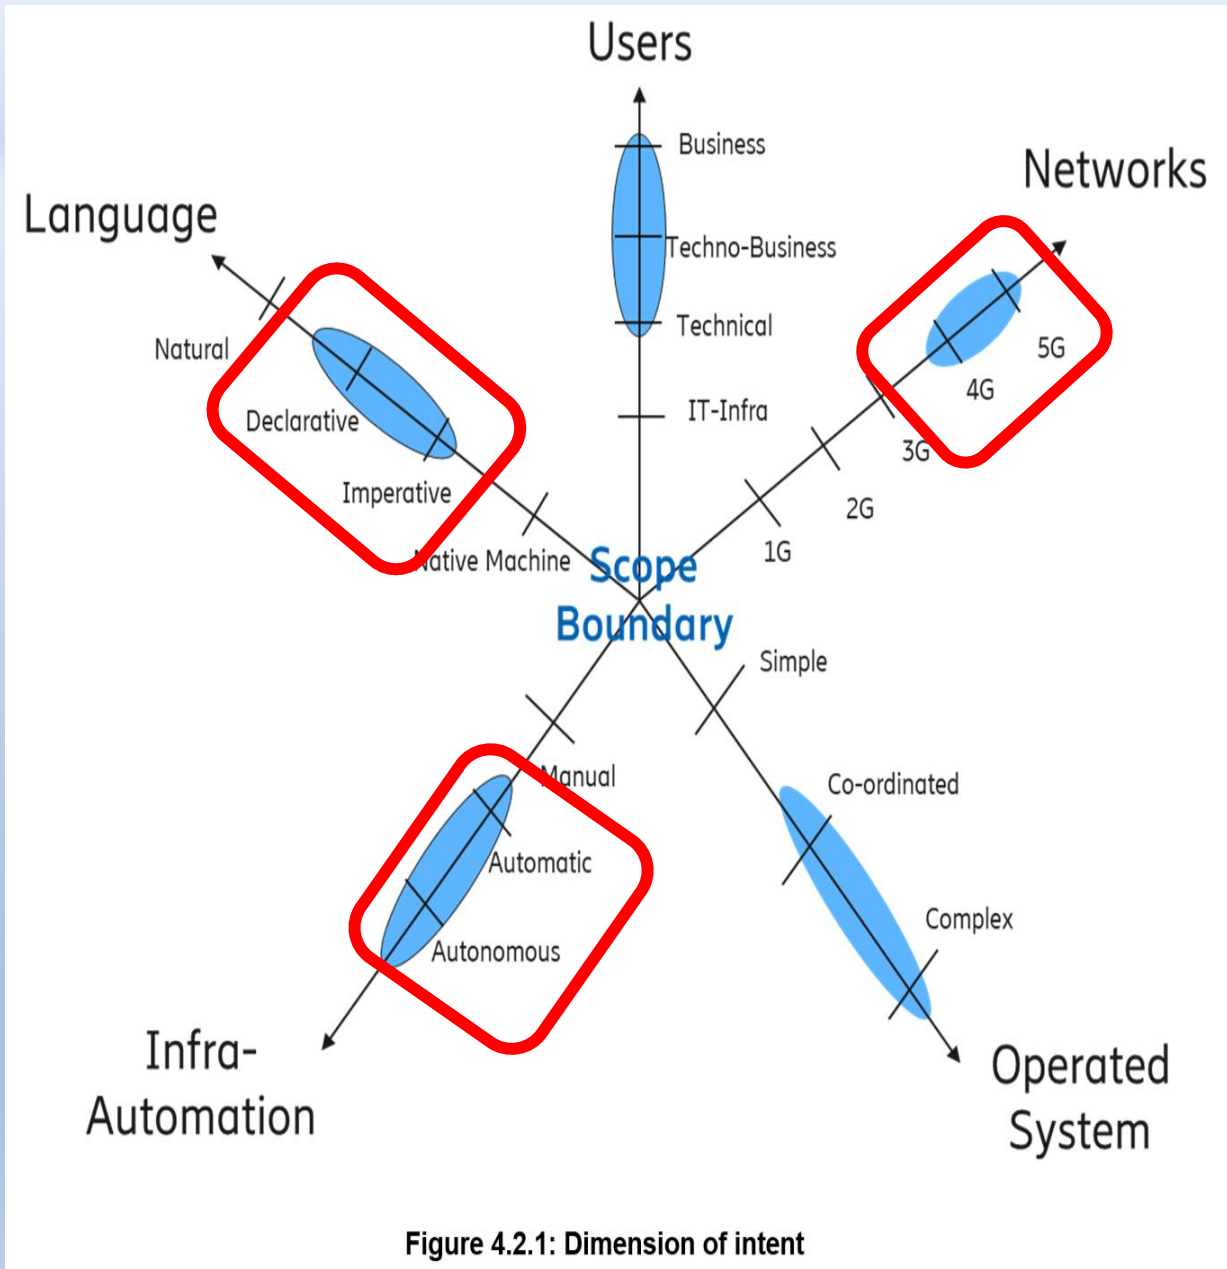 Users
Business
Networks
Language
Techno-Business
Technical
Natural
5G
4G
IT-Infra
Declarative
3G
Imperative
2G
1G
Native Machine
Scope
Boundary
Simple
Manual
Co-ordinated
Automatic
Complex
Autonomous
Infra-
Automation
Operated
System
Figure 4.2.1: Dimension of intent